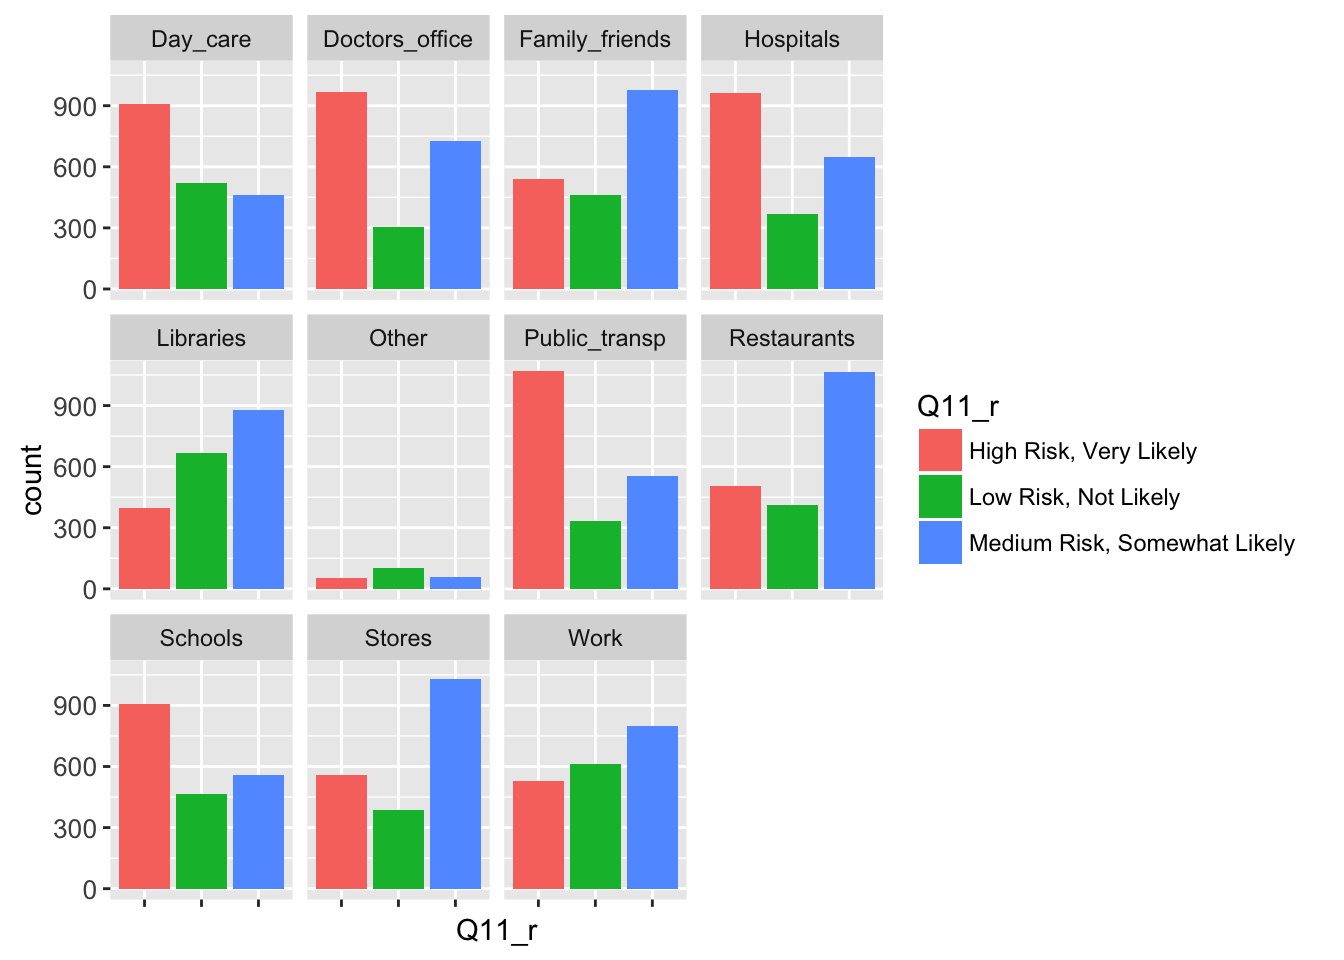 Day_care
Doctors_office
Family_friends
Hospitals
900
600
300
0
Libraries
Other
Public_transp
Restaurants
900
600
300
0
Schools
Stores
Work
900
600
300
0
count
Q11_r
Q11_r
High Risk, Very Likely
Low Risk, Not Likely
Medium Risk, Somewhat Likely